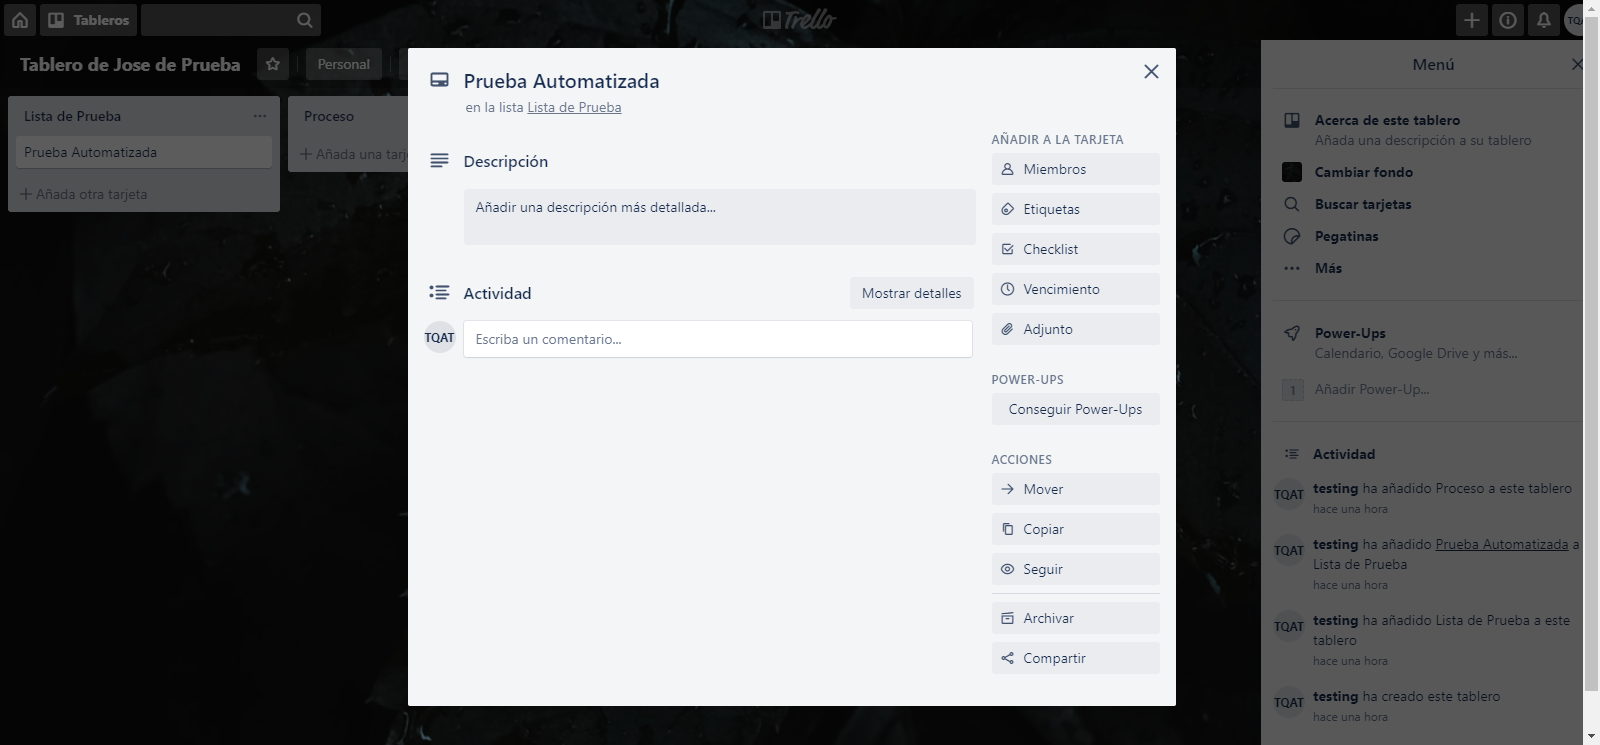 Tableros
Trello
TQAT
Tablero de Jose de Prueba
Personal
Lista de Prueba
Prueba Automatizada
Añada otra tarjeta
Proceso
Añada una tarj
Prueba Automatizada
en la lista Lista de Prueba
Descripción
Añadir una descripción más detallada...
Actividad
Mostrar detalles
TQAT
Escriba un comentario...
AÑADIR A LA TARJETA
Miembros
Etiquetas
Checklist
Vencimiento
Adjunto
POWER-UPS
Conseguir Power-Ups
ACCIONES
Mover
Copiar
Seguir
Archivar
Compartir
Menú
Acerca de este tablero
Añada una descripción a su tablero
Cambiar fondo
Buscar tarjetas
Pegatinas
Más
Power-Ups
Calendario, Google Drive y más...
1 Añadir Power-Up...
Actividad
TQAT testing ha añadido Proceso a este tablero
hace una hora
TQAT testing ha añadido Prueba Automatizada a
Lista de Prueba
hace una hora
TQAT testing ha añadido Lista de Prueba a este
tablero
hace una hora
TQAT testing ha creado este tablero
hace una hora